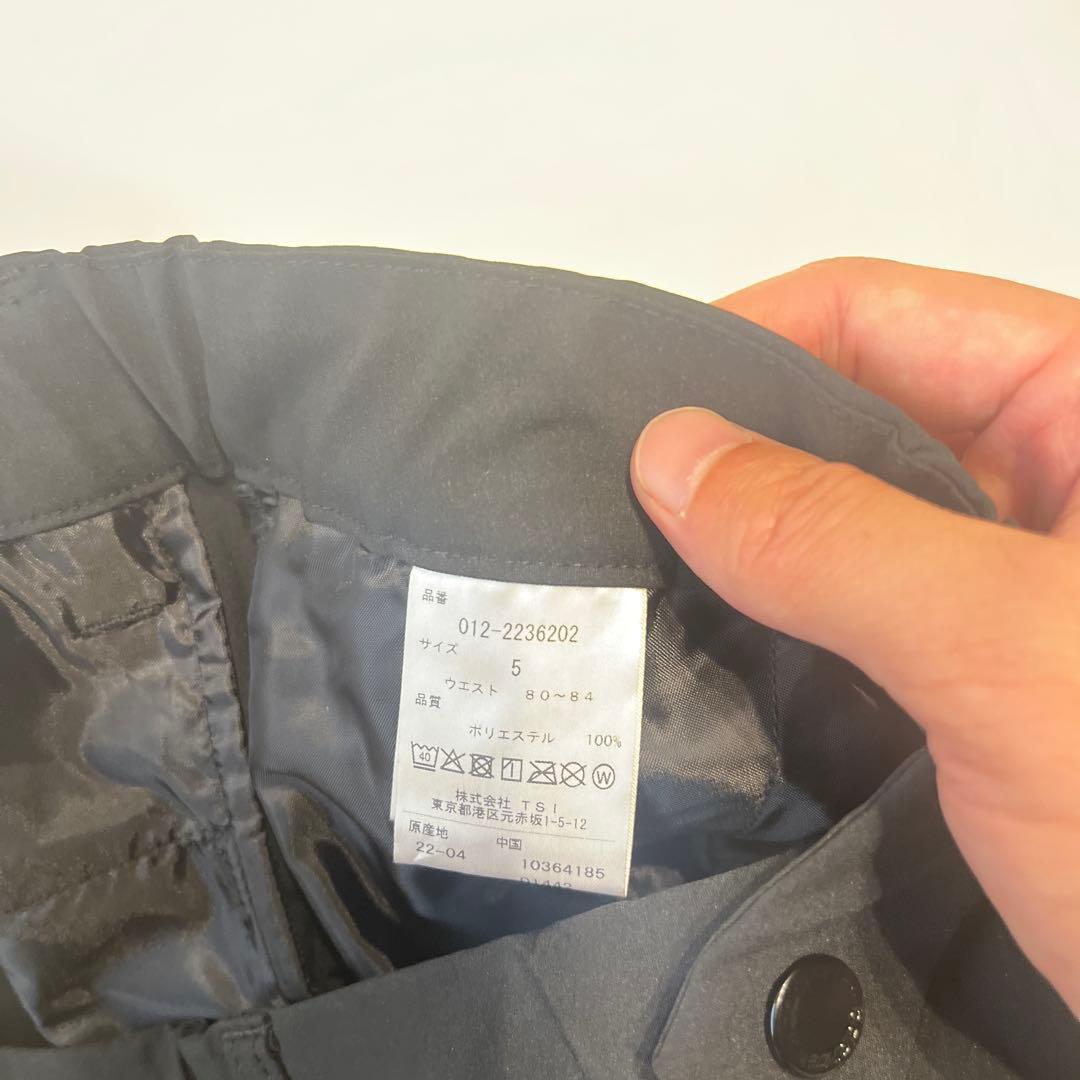 品番
012-2236202
サイズ
5
ウエスト 80〜84
品質
ポリエステル 100%
40 W
株式会社 TSI
東京都港区元赤坂1-5-12
原産地 中国
22-04 10364185